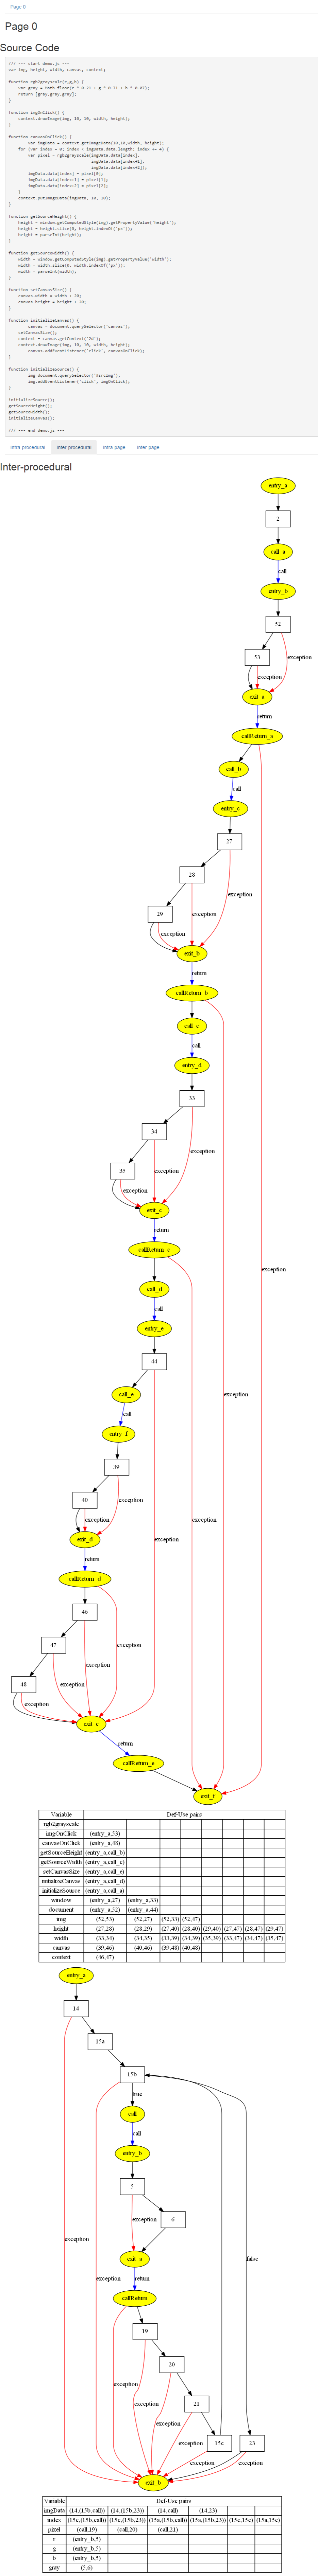 Page 0
Page 0
Source Code
/// --- start demo.js ---
var img, height, width, canvas, context;
function rgb2grayscale(r,g,b) {
var gray = Math.floor(r * 0.21 + g * 0.71 + b * 0.07);
return [gray,gray,gray];
}
function imgOnClick() {
context.drawImage(img, 10, 10, width, height);
}
function canvasOnClick() {
var imgData = context.getImageData(10,10,width, height);
for (var index = 0; index < imgData.data.length; index += 4) {
var pixel = rgb2grayscale(imgData.data[index],
imgData.data[index+1],
imgData.data[index+2]);
imgData.data[index] = pixel[0];
imgData.data[index+1] = pixel[1];
imgData.data[index+2] = pixel[2];
}
context.putImageData(imgData, 10, 10);
}
function getSourceHeight() {
height = window.getComputedStyle(img).getPropertyValue('height');
height = height.slice(0, height.indexOf('px'));
height = parseInt(height);
}
function getSourceWidth() {
width = window.getComputedStyle(img).getPropertyValue('width');
width = width.slice(0, width.indexOf('px'));
width = parseInt(width);
}
function setCanvasSize() {
canvas.width = width + 20;
canvas.height = height + 20;
}
function initializeCanvas() {
canvas = document.querySelector('canvas');
setCanvasSize();
context = canvas.getContext('2d');
context.drawImage(img, 10, 10, width, height);
canvas.addEventListener('click', canvasOnClick);
}
function initializeSource() {
img=document.querySelector('#srcImg');
img.addEventListener('click', imgOnClick);
}
initializeSource();
getSourceHeight();
getSourceWidth();
initializeCanvas();
/// --- end demo.js ---
Intra-procedural Inter-procedural Intra-page Inter-page
Inter-procedural
entry_a
2
call_a
call
entry_b
52
53
exception
exception
exit_a
return
callReturn_a
call_b
call
entry_c
27
28
exception
29
exception
exit_b
return
callReturn_b
call_c
call
entry_d
33
34
exception
35
exception
exit_c
return
callReturn_c
exception
call_d
call
entry_e
44
call_e
exception
call
entry_f
39
40
exception
exception
exception
exception
exit_d
return
callReturn_d
46
47
exception
exception
48
exception
exception
exit_e
return
callReturn_e
exit_f
Variable Def-Use pairs
rgb2grayscale
imgOnClick (entry_a,53)
canvasOnClick (entry_a,48)
getSourceHeight (entry_a,call_b)
getSourceWidth (entry_a,call_c)
setCanvasSize (entry_a,call_e)
initializeCanvas (entry_a,call_d)
initializeSource (entry_a,call_a)
window (entry_a,27) (entry_a,33)
document (entry_a,52) (entry_a,44)
img (52,53) (52,27) (52,33) (52,47)
height (27,28) (28,29) (27,40) (28,40) (29,40) (27,47) (28,47) (29,47)
width (33,34) (34,35) (33,39) (34,39) (35,39) (33,47) (34,47) (35,47)
canvas (39,46) (40,46) (39,48) (40,48)
context (46,47)
entry_a
14
15a
15b
true
call
call
entry_b
5
6
exception
exception
exception
false
exit_a
return
callReturn
19
20
exception
21
exception
exception
15c
23
exception
exception
exception
exit_b
Variable Def-Use pairs
imgData (14,(15b,call)) (14,(15b,23)) (14,call) (14,23)
index (15c,(15b,call)) (15c,(15b,23)) (15a,(15b,call)) (15a,(15b,23)) (15c,15c) (15a,15c)
pixel (call,19) (call,20) (call,21)
r (entry_b,5)
g (entry_b,5)
b (entry_b,5)
gray (5,6)